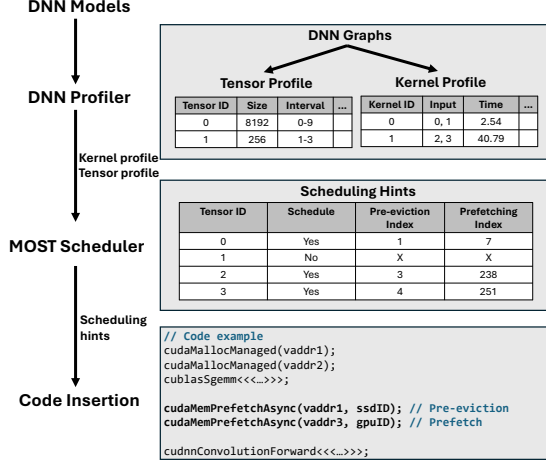 DNN Models
DNN Graphs
Tensor Profile
Kernel Profile
DNN Profiler
Tensor ID Size Interval ...
0 8192 0-9
1 256 1-3
Kernel ID Input Time ...
0 0, 1 2.54
1 2, 3 40.79
Kernel profile
Tensor profile
Scheduling Hints
Tensor ID Schedule Pre-eviction Index Prefetching Index
0 Yes 1 7
1 No X X
2 Yes 3 238
3 Yes 4 251
MOST Scheduler
Scheduling
hints
// Code example
cudaMallocManaged(vaddr1);
cudaMallocManaged(vaddr2);
cublasSgemm<<<…>>>;
Code Insertion
cudaMemPrefetchAsync(vaddr1, ssdID); // Pre-eviction
cudaMemPrefetchAsync(vaddr3, gpuID); // Prefetch
cudnnConvolutionForward<<<…>>>;